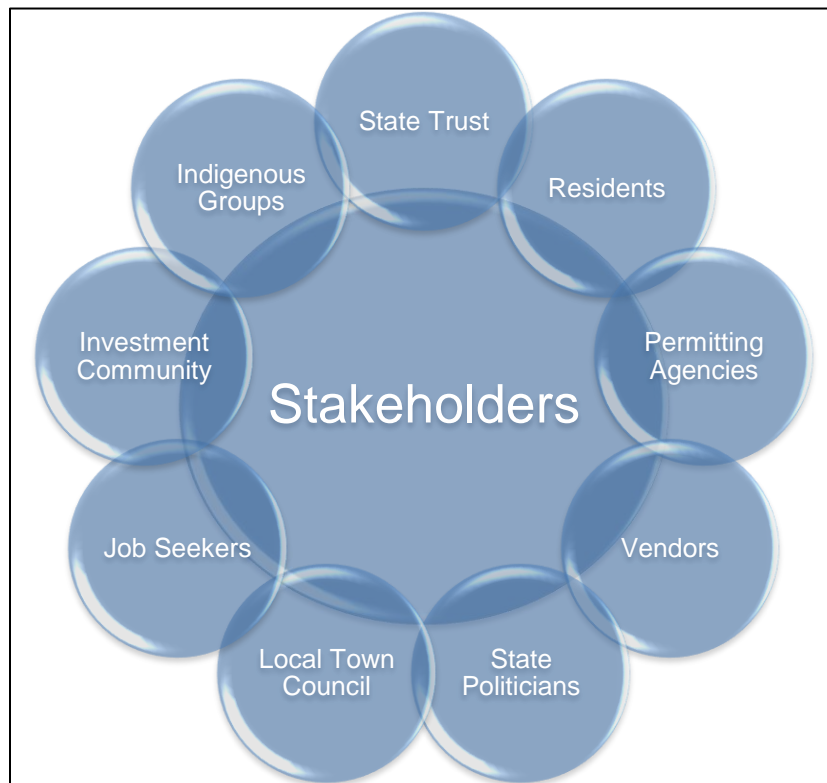 State Trust
Indigenous
Groups
Residents
Investment
Community
Permitting
Agencies
Stakeholders
Job Seekers
Vendors
Local Town
Council
State
Politicians